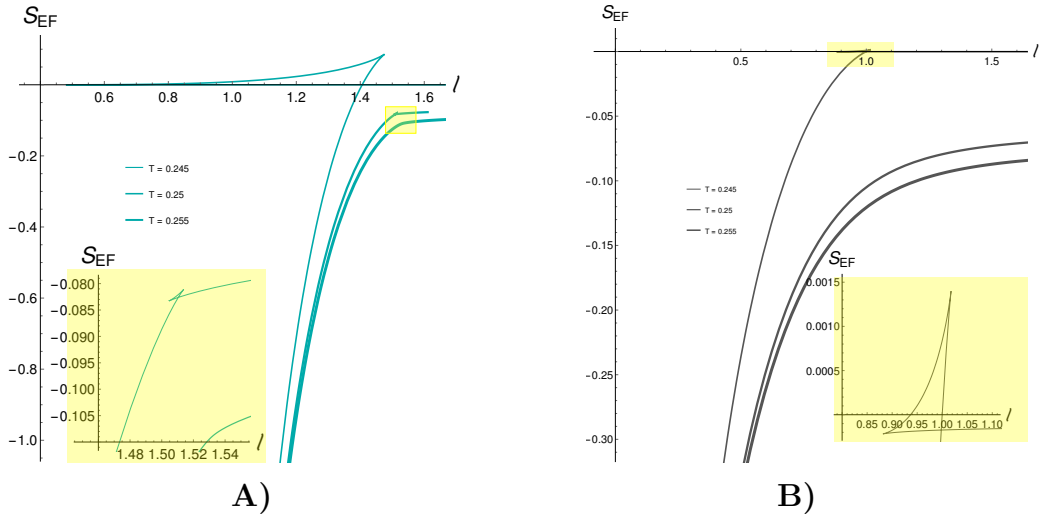 S_EF
0.6 0.8 1.0 1.2 1.4 1.6 ℓ
−0.2
T = 0.245
T = 0.25
−0.4
T = 0.255
−0.6
−0.8
−1.0
S_EF
−0.080
−0.085
−0.090
−0.095
−0.100
−0.105
1.48 1.50 1.52 1.54 ℓ
A)
S_EF
0.5 1.0 1.5 ℓ
−0.05
−0.10
T = 0.245
T = 0.25
T = 0.255
−0.15
−0.20
−0.25
−0.30
S_EF
0.0015
0.0010
0.0005
0.85 0.90 0.95 1.00 1.05 1.10 ℓ
B)